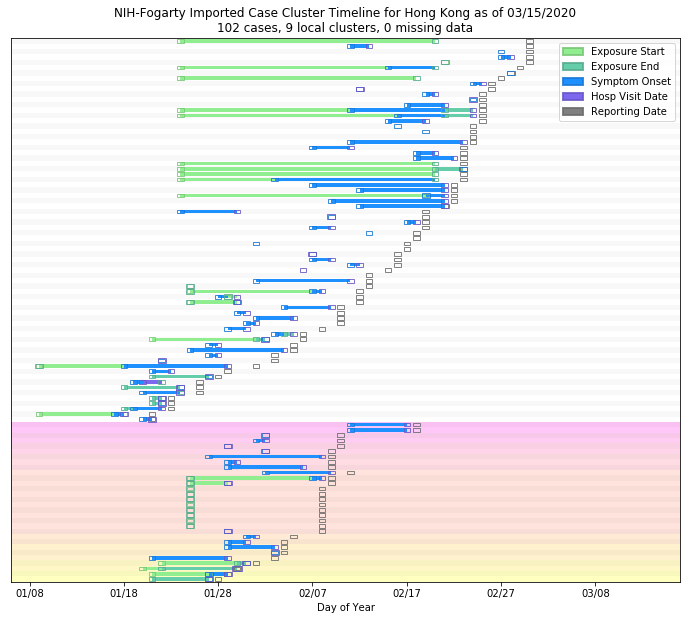 NIH-Fogarty Imported Case Cluster Timeline for Hong Kong as of 03/15/2020
102 cases, 9 local clusters, 0 missing data
Exposure Start
Exposure End
Symptom Onset
Hosp Visit Date
Reporting Date
01/08 01/18 01/28 02/07 02/17 02/27 03/08
Day of Year